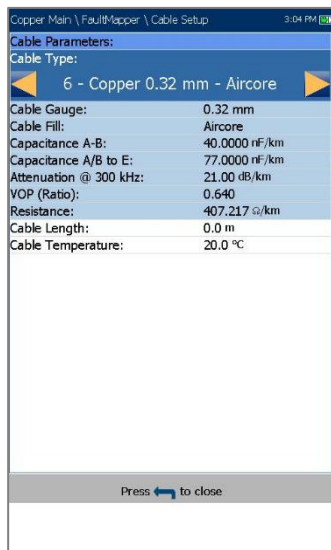 Copper Main \ FaultMapper \ Cable Setup 3:04 PM
Cable Parameters:
Cable Type:
6 - Copper 0.32 mm - Aircore
Cable Gauge: 0.32 mm
Cable Fill: Aircore
Capacitance A-B: 40.0000 nF/km
Capacitance A/B to E: 77.0000 nF/km
Attenuation @ 300 kHz: 21.00 dB/km
VOP (Ratio): 0.640
Resistance: 407.217 Ω/km
Cable Length: 0.0 m
Cable Temperature: 20.0 ºC
Press to close